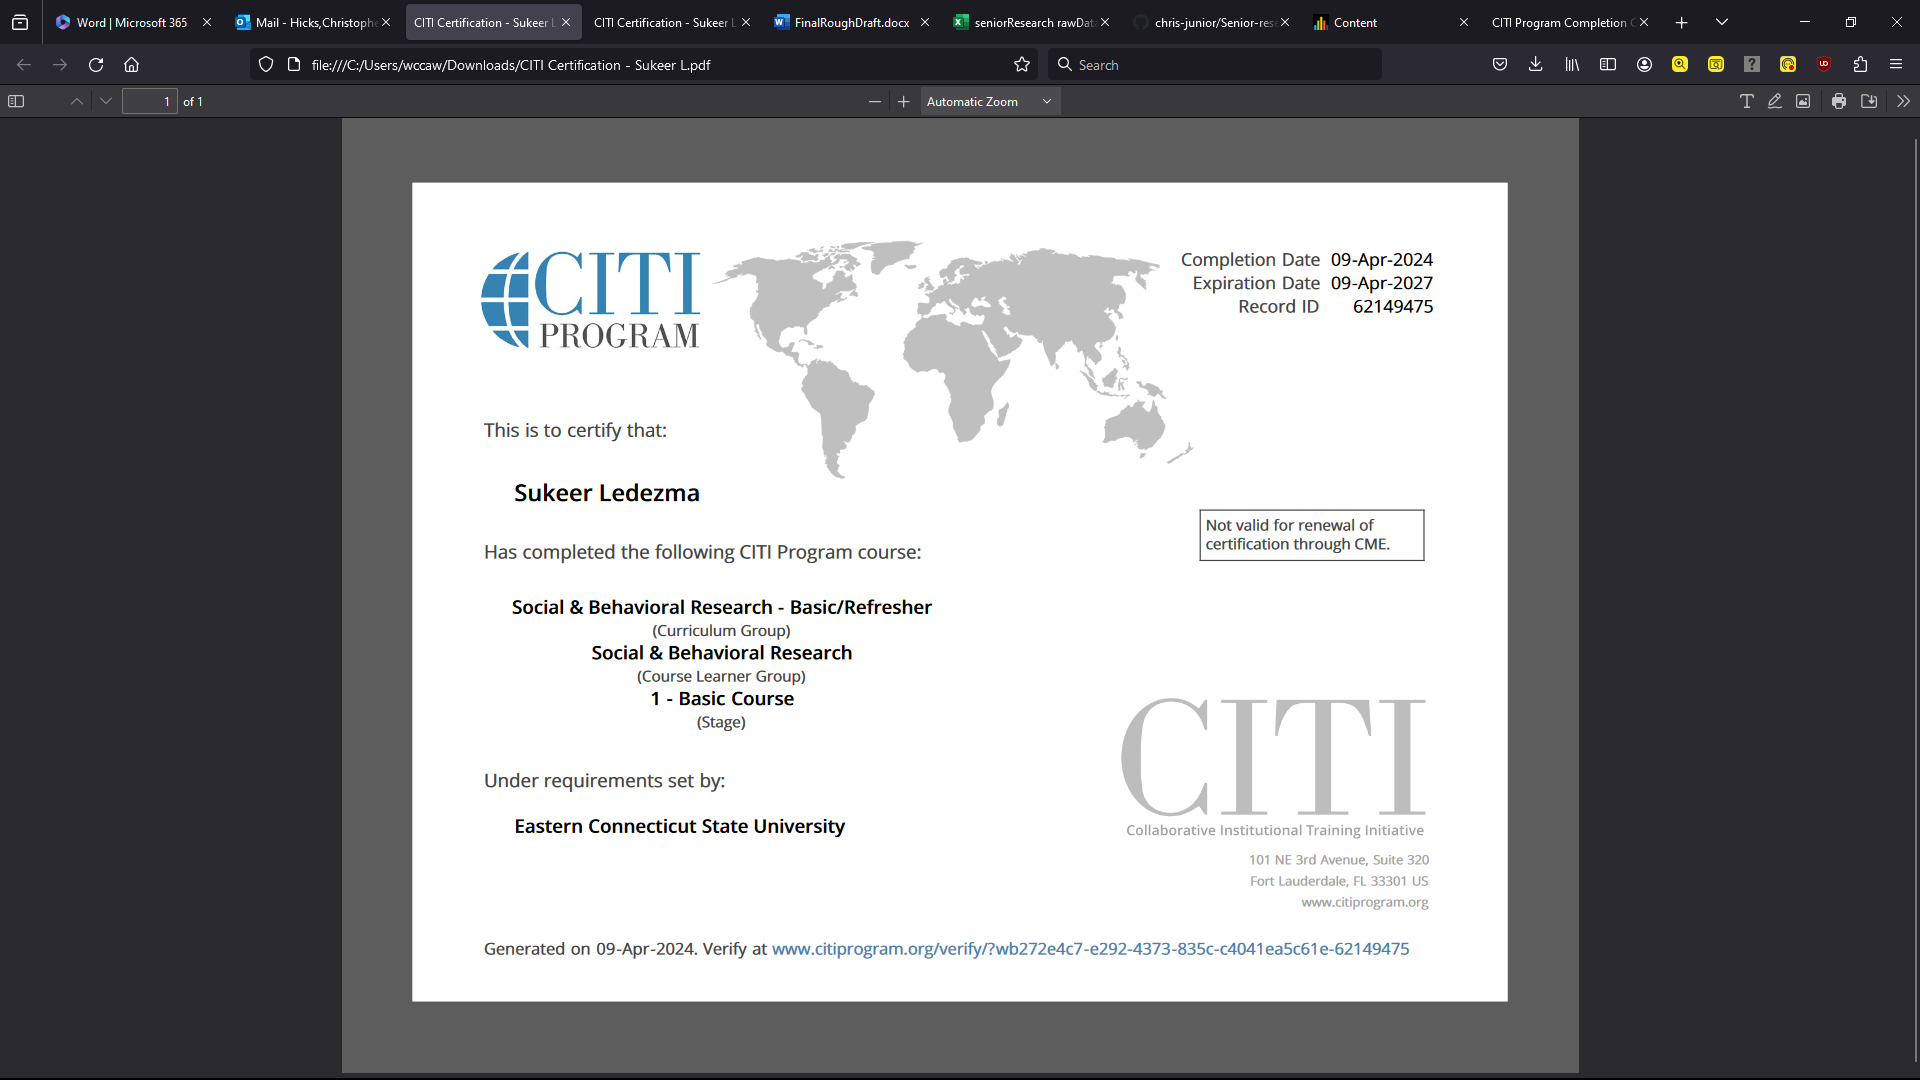 Word | Microsoft 365
Mail - Hicks,Christophe
CITI Certification - Sukeer L
CITI Certification - Sukeer L
FinalRoughDraft.docx
seniorResearch rawData
chris-junior/Senior-res
Content
CITI Program Completion C
file:///C:/Users/wccaw/Downloads/CITI Certification - Sukeer L.pdf
Search
1 of 1
Automatic Zoom
CITI
PROGRAM
Completion Date 09-Apr-2024
Expiration Date 09-Apr-2027
Record ID 62149475
This is to certify that:
Sukeer Ledezma
Not valid for renewal of
certification through CME.
Has completed the following CITI Program course:
Social & Behavioral Research - Basic/Refresher
(Curriculum Group)
Social & Behavioral Research
(Course Learner Group)
1 - Basic Course
(Stage)
Under requirements set by:
Eastern Connecticut State University
CITI
Collaborative Institutional Training Initiative
101 NE 3rd Avenue, Suite 320
Fort Lauderdale, FL 33301 US
www.citiprogram.org
Generated on 09-Apr-2024. Verify at www.citiprogram.org/verify/?wb272e4c7-e292-4373-835c-c4041ea5c61e-62149475